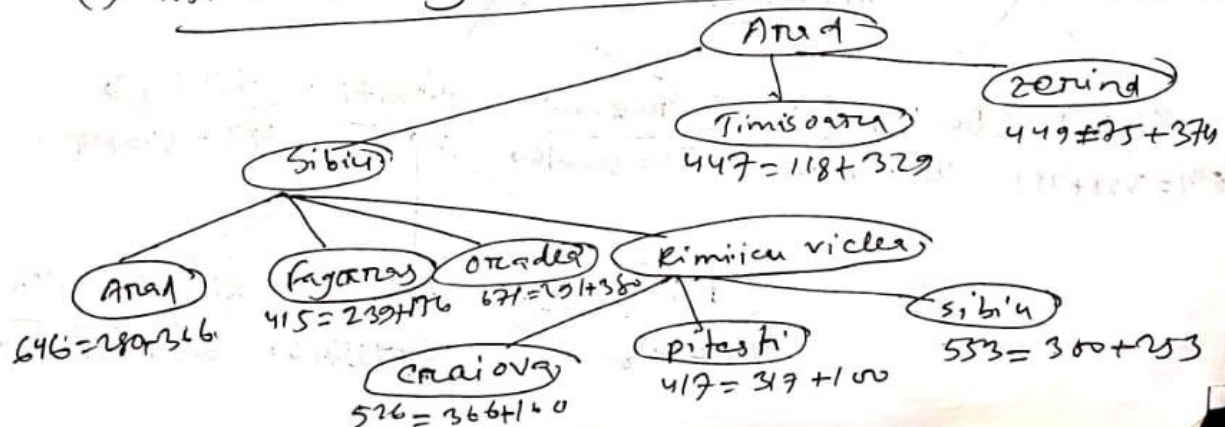 Arad
Zerind
449=75+374
Timisoara
447=118+329
Sibiu
Arad
646=280+366
Fagaras
415=239+176
Oradea
671=291+380
Rimnicu viclea
Craiova
526=366+160
Pitesti
417=317+100
Sibiu
553=300+253